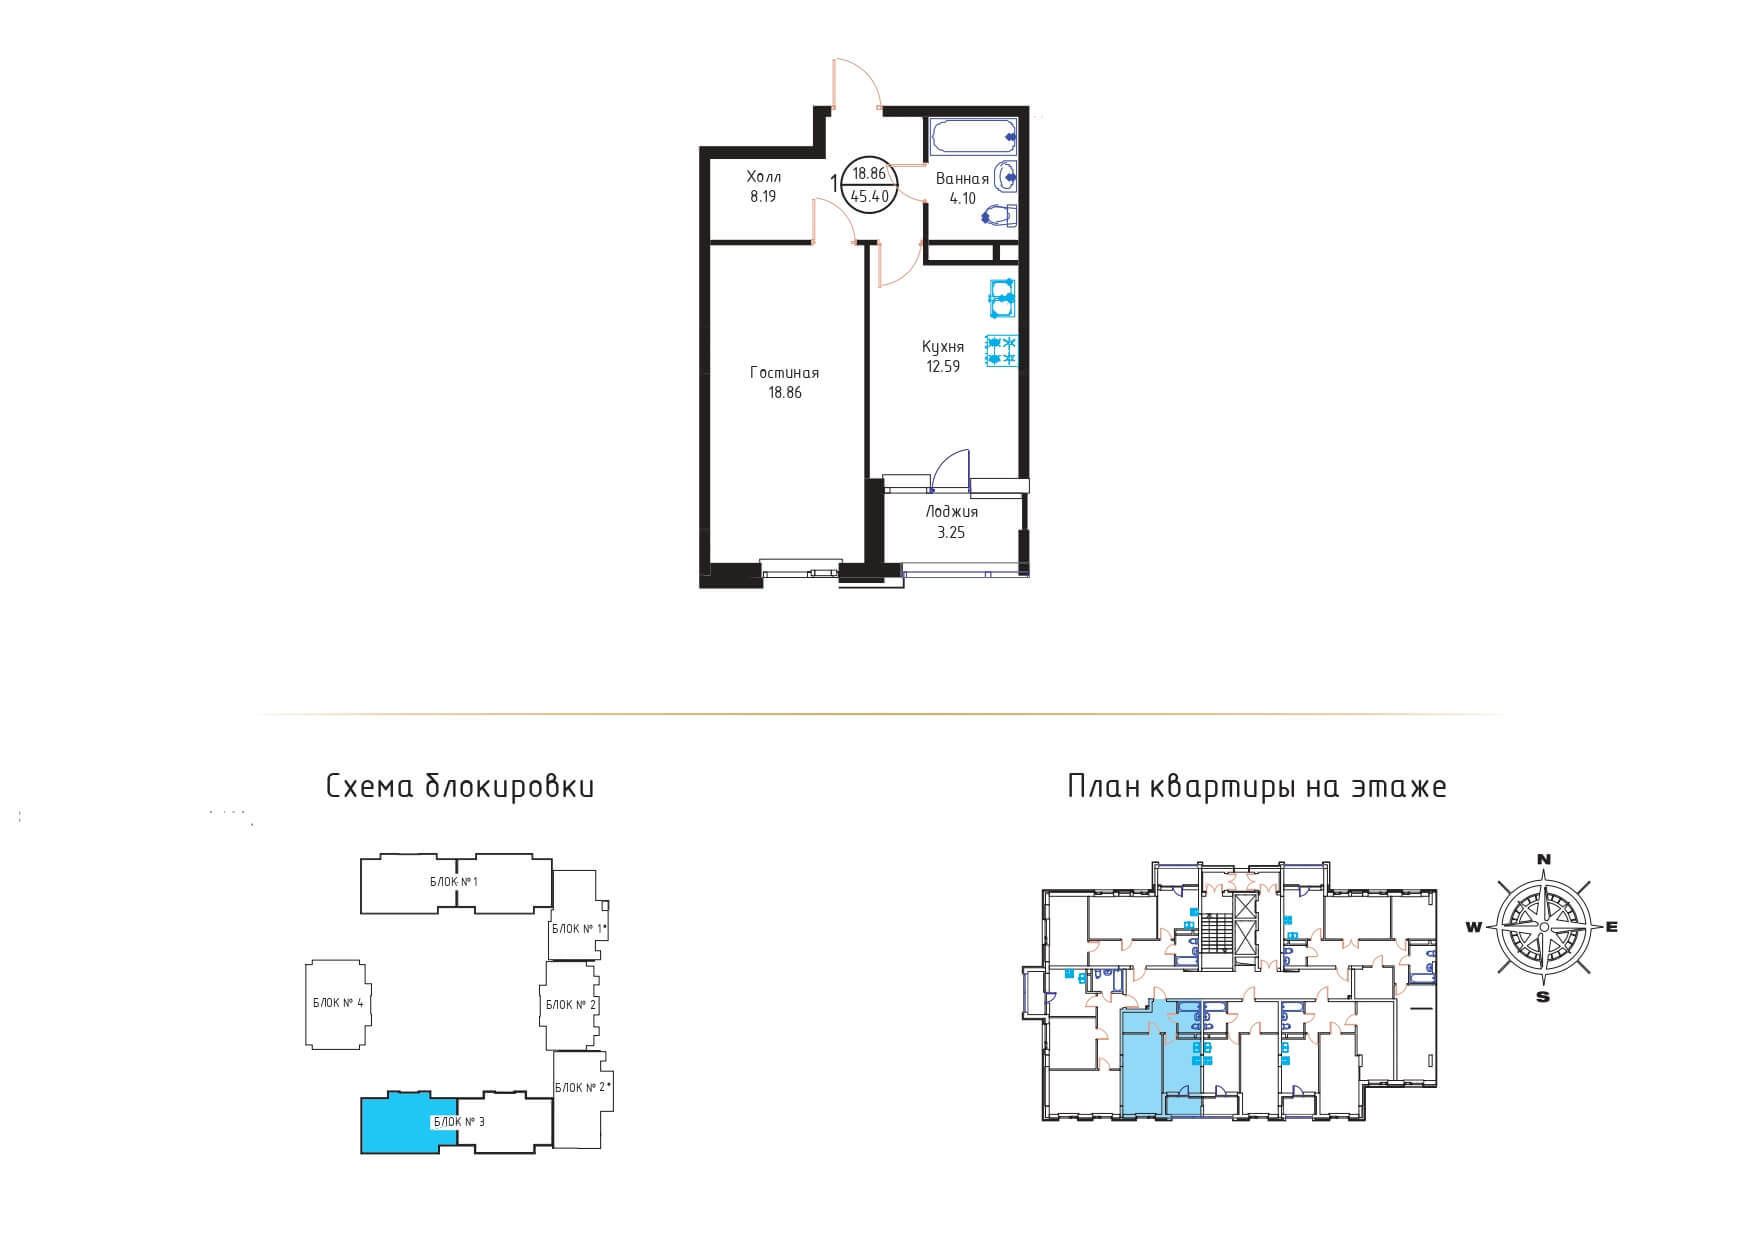 Холл
8.19
1
18.86
45.40
Ванная
4.10
Кухня
12.59
Гостиная
18.86
Лоджия
3.25
Схема блокировки
План квартиры на этаже
БЛОК №1
БЛОК № 1*
БЛОК № 4
БЛОК № 2
БЛОК № 2*
БЛОК № 3
N
W
E
S